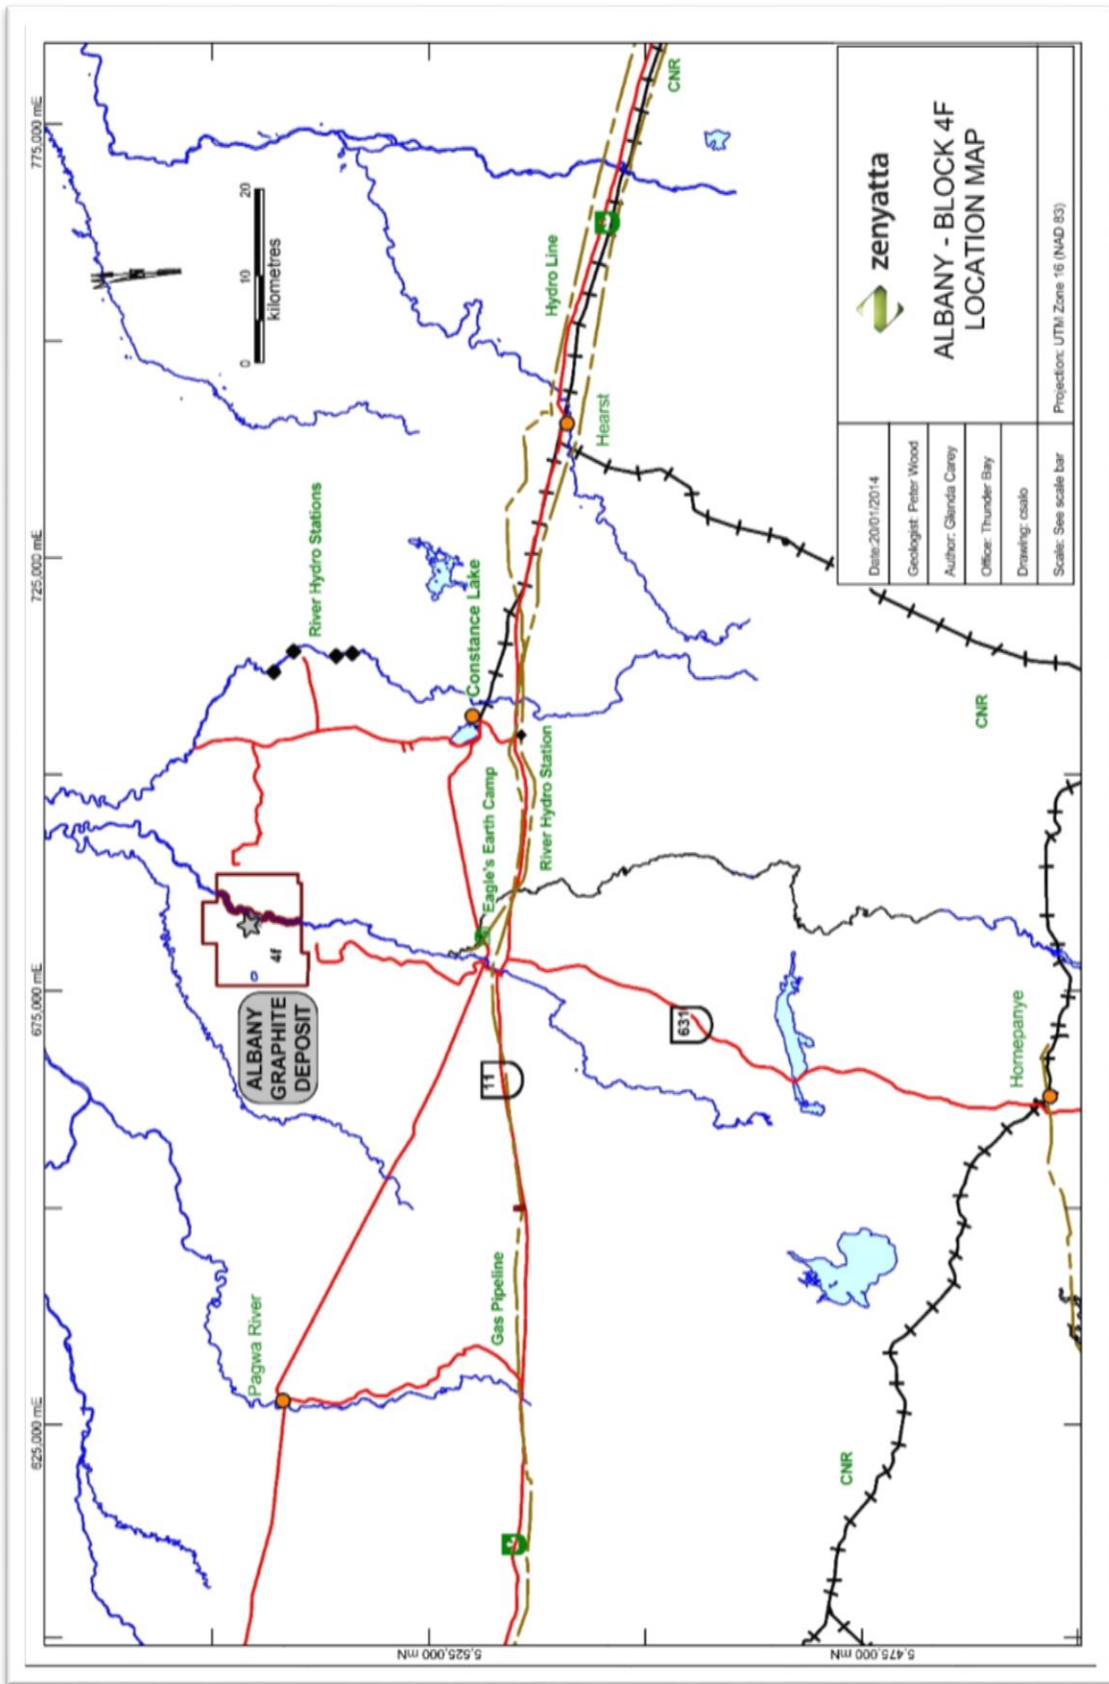 625,000 mE
675,000 mE
725,000 mE
775,000 mE
5,525,000 mN
5,475,000 mN
0
10
20
kilometres
River Hydro Stations
ALBANY
GRAPHITE
DEPOSIT
4f
Pagwa River
Constance Lake
Eagle's Earth Camp
River Hydro Station
Gas Pipeline
Hydro Line
Hearst
CNR
11
631
Hornepanye
CNR
CNR
zenyatta
ALBANY - BLOCK 4F
LOCATION MAP
Date:20/01/2014
Geologist: Peter Wood
Author: Glenda Carey
Office: Thunder Bay
Drawing: csalo
Scale: See scale bar
Projection: UTM Zone 16 (NAD 83)